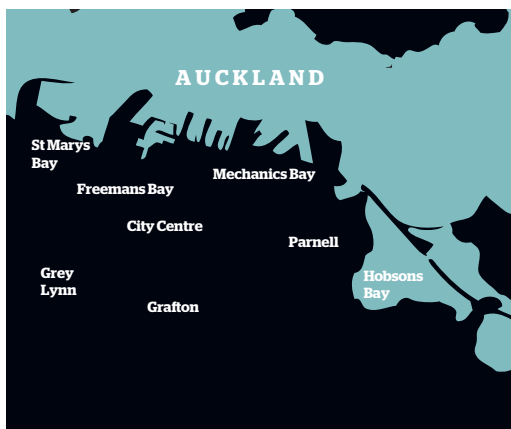 AUCKLAND
St Marys
Bay
Mechanics Bay
Freemans Bay
City Centre
Parnell
Grey
Lynn
Hobsons
Bay
Grafton